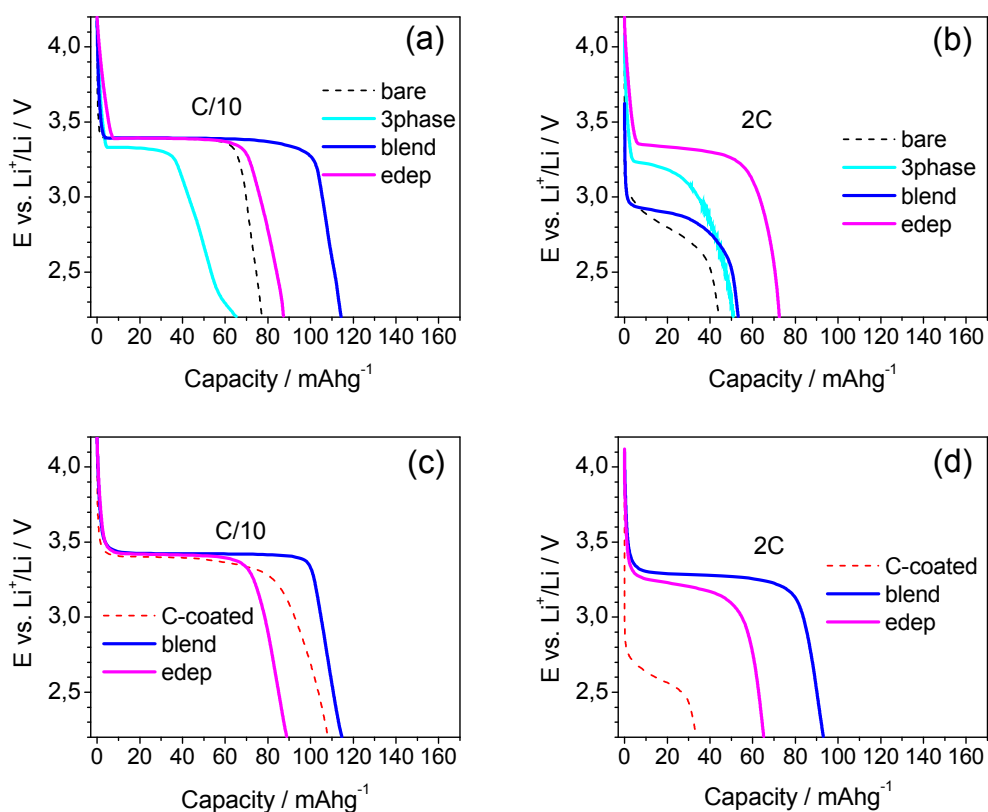 (a)
C/10
bare
3phase
blend
edep
4,0
3,5
3,0
2,5
E vs. Li⁺/Li / V
0 20 40 60 80 100 120 140 160
Capacity / mAhg⁻¹
(b)
2C
bare
3phase
blend
edep
4,0
3,5
3,0
2,5
E vs. Li⁺/Li / V
0 20 40 60 80 100 120 140 160
Capacity / mAhg⁻¹
(c)
C/10
C-coated
blend
edep
4,0
3,5
3,0
2,5
E vs. Li⁺/Li / V
0 20 40 60 80 100 120 140 160
Capacity / mAhg⁻¹
(d)
2C
C-coated
blend
edep
4,0
3,5
3,0
2,5
E vs. Li⁺/Li / V
0 20 40 60 80 100 120 140 160
Capacity / mAhg⁻¹